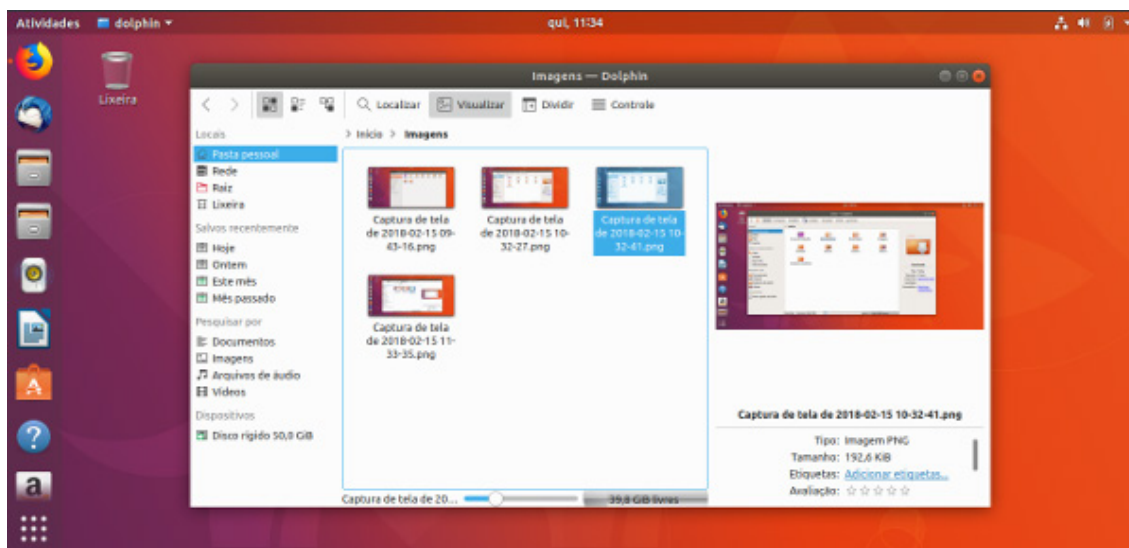 Atividades
dolphin
qui, 11:34
Lixeira
Imagens — Dolphin
Localizar
Visualizar
Dividir
Controle
Locais
> Início > Imagens
Pasta pessoal
Rede
Raiz
Lixeira
Salvos recentemente
Hoje
Ontem
Este mês
Mês passado
Pesquisar por
Documentos
Imagens
Arquivos de áudio
Vídeos
Dispositivos
Disco rígido 50,0 GiB
Captura de tela
de 2018-02-15 09-
43-16.png
Captura de tela
de 2018-02-15 10-
32-27.png
Captura de tela
de 2018-02-15 10-
32-41.png
Captura de tela
de 2018-02-15 11-
33-35.png
Captura de tela de 20...
39,8 GiB livres
Captura de tela de 2018-02-15 10-32-41.png
Tipo: Imagem PNG
Tamanho: 192,6 KiB
Etiquetas: Adicionar etiquetas...
Avaliação: